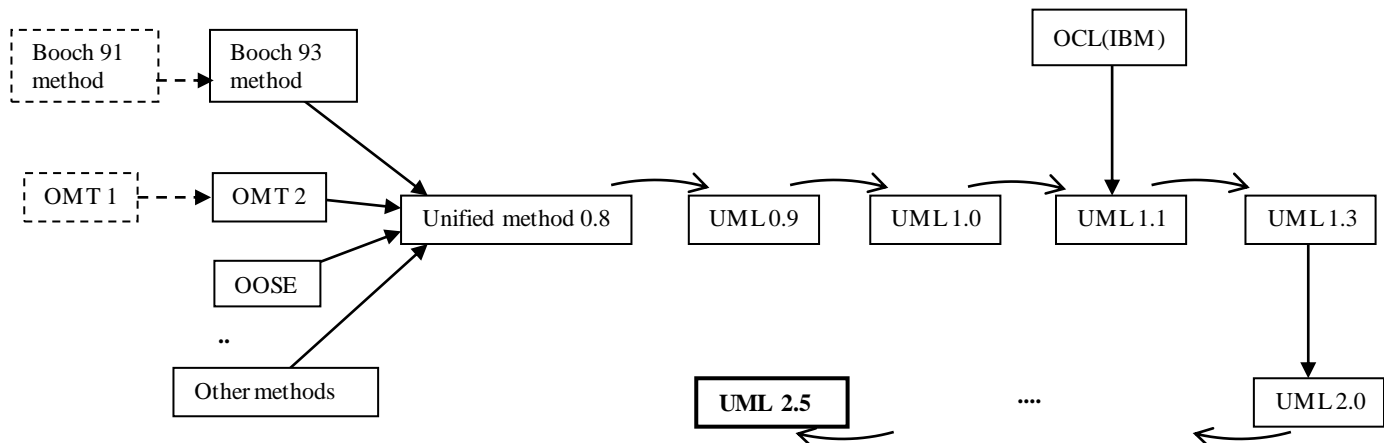 Booch 91
method
Booch 93
method
OCL(IBM)
OMT 1
OMT 2
Unified method 0.8
UML 0.9
UML 1.0
UML 1.1
UML 1.3
OOSE
..
Other methods
UML 2.5
....
UML 2.0